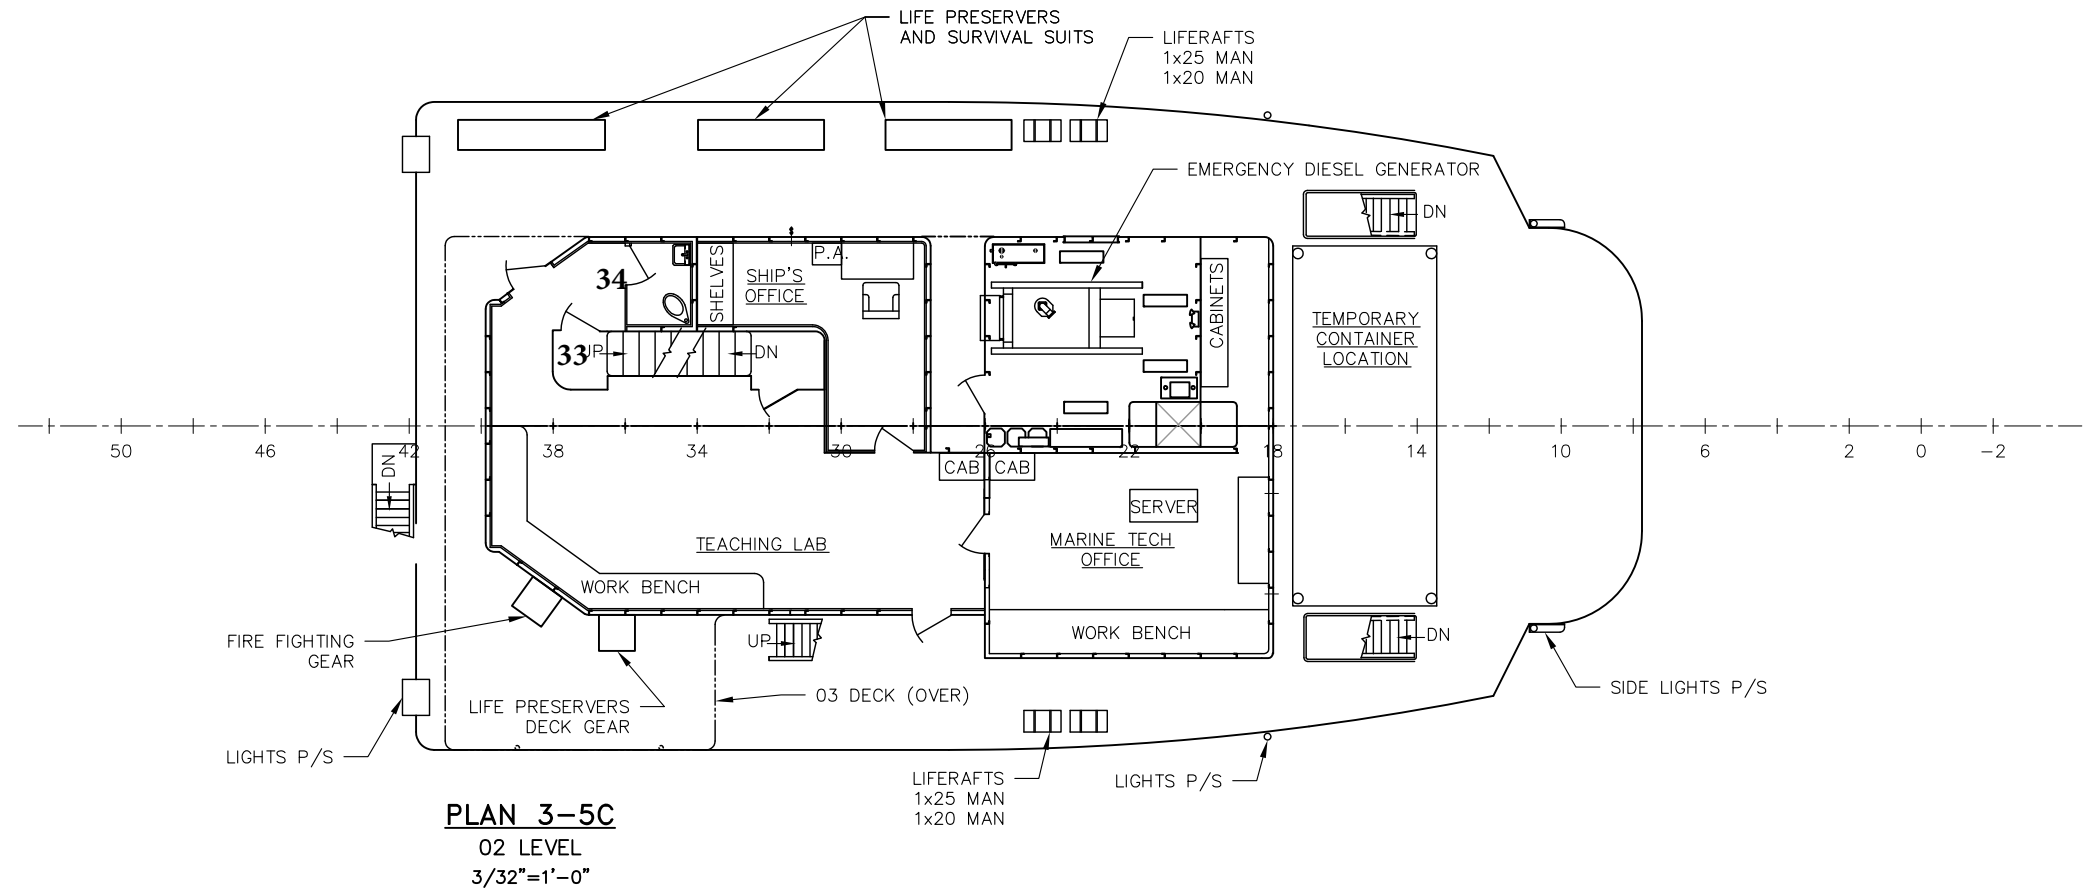 LIFE PRESERVERS
AND SURVIVAL SUITS
LIFERAFTS
1x25 MAN
1x20 MAN
EMERGENCY DIESEL GENERATOR
DN
34
SHELVES
P.A.
SHIP'S
OFFICE
CABINETS
TEMPORARY
CONTAINER
LOCATION
33
UP
DN
50
46
42
38
34
30
26
22
18
14
10
6
2
0
-2
DN
CAB
CAB
SERVER
TEACHING LAB
MARINE TECH
OFFICE
WORK BENCH
FIRE FIGHTING
GEAR
UP
WORK BENCH
DN
SIDE LIGHTS P/S
03 DECK (OVER)
LIFE PRESERVERS
DECK GEAR
LIGHTS P/S
LIFERAFTS
1x25 MAN
1x20 MAN
LIGHTS P/S
PLAN 3-5C
02 LEVEL
3/32"=1'-0"